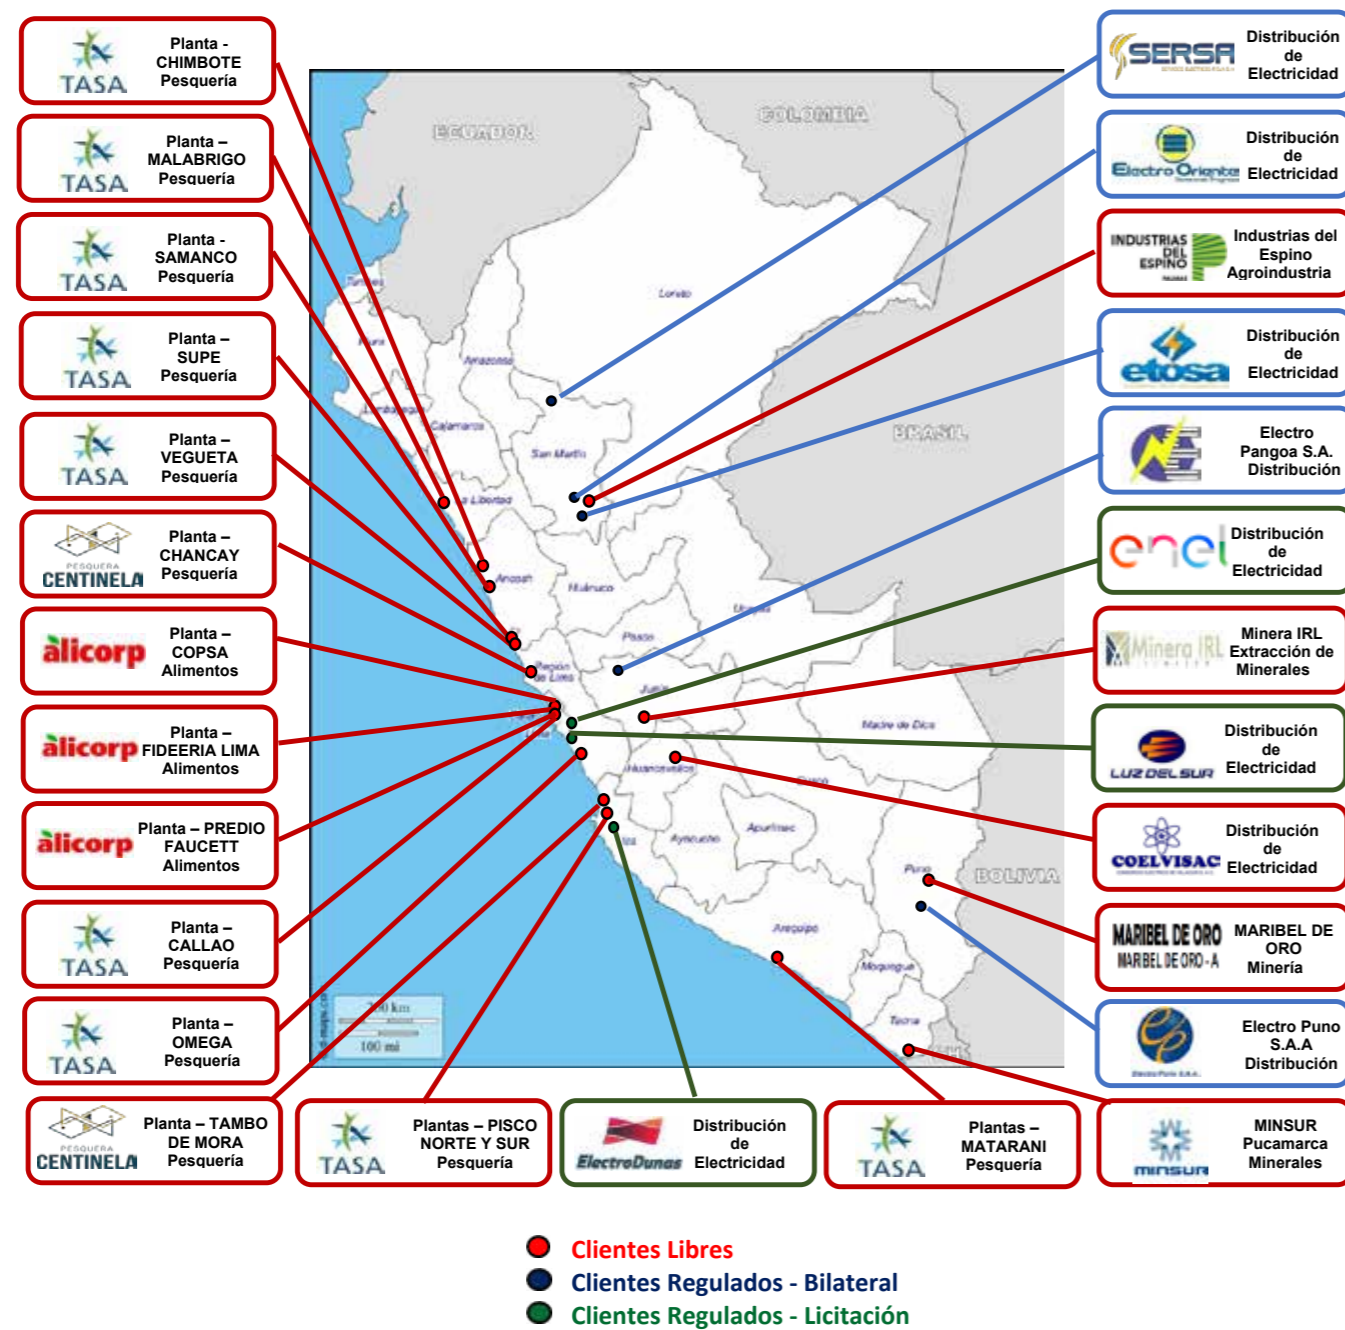 TASA
Planta -
CHIMBOTE
Pesquería
TASA
Planta –
MALABRIGO
Pesquería
TASA
Planta -
SAMANCO
Pesquería
TASA
Planta –
SUPE
Pesquería
TASA
Planta –
VEGUETA
Pesquería
PESQUERA
CENTINELA
Planta –
CHANCAY
Pesquería
alicorp
Planta –
COPSA
Alimentos
alicorp
Planta –
FIDEERIA LIMA
Alimentos
alicorp
Planta – PREDIO
FAUCETT
Alimentos
TASA
Planta –
CALLAO
Pesquería
TASA
Planta –
OMEGA
Pesquería
PESQUERA
CENTINELA
Planta – TAMBO
DE MORA
Pesquería
TASA
Plantas – PISCO
NORTE Y SUR
Pesquería
ElectroDunas
Distribución
de
Electricidad
TASA
Plantas –
MATARANI
Pesquería
ECUADOR
COLOMBIA
BRASIL
BOLIVIA
Loreto
Amazonas
Cajamarca
San Martín
La Libertad
Ancash
Huánuco
Ucayali
Pasco
Región
de Lima
Junín
Madre de Dios
Huancavelica
Cusco
Ayacucho
Apurímac
Puno
Arequipa
Moquegua
Tacna
200 km
100 mi
SERSA
Distribución
de
Electricidad
Electro Oriente
Distribución
de
Electricidad
INDUSTRIAS
DEL
ESPINO
PALMAS
Industrias del
Espino
Agroindustria
etosa
Distribución
de
Electricidad
Electro
Pangoa S.A.
Distribución
enel
Distribución
de
Electricidad
Minera IRL
LIMITED
Minera IRL
Extracción de
Minerales
LUZ DEL SUR
Distribución
de
Electricidad
COELVISAC
Distribución
de
Electricidad
MARIBEL DE ORO
MARIBEL DE ORO - A
MARIBEL DE
ORO
Minería
Electro Puno S.A.A.
Electro Puno
S.A.A
Distribución
MINSUR
MINSUR
Pucamarca
Minerales
Clientes Libres
Clientes Regulados - Bilateral
Clientes Regulados - Licitación